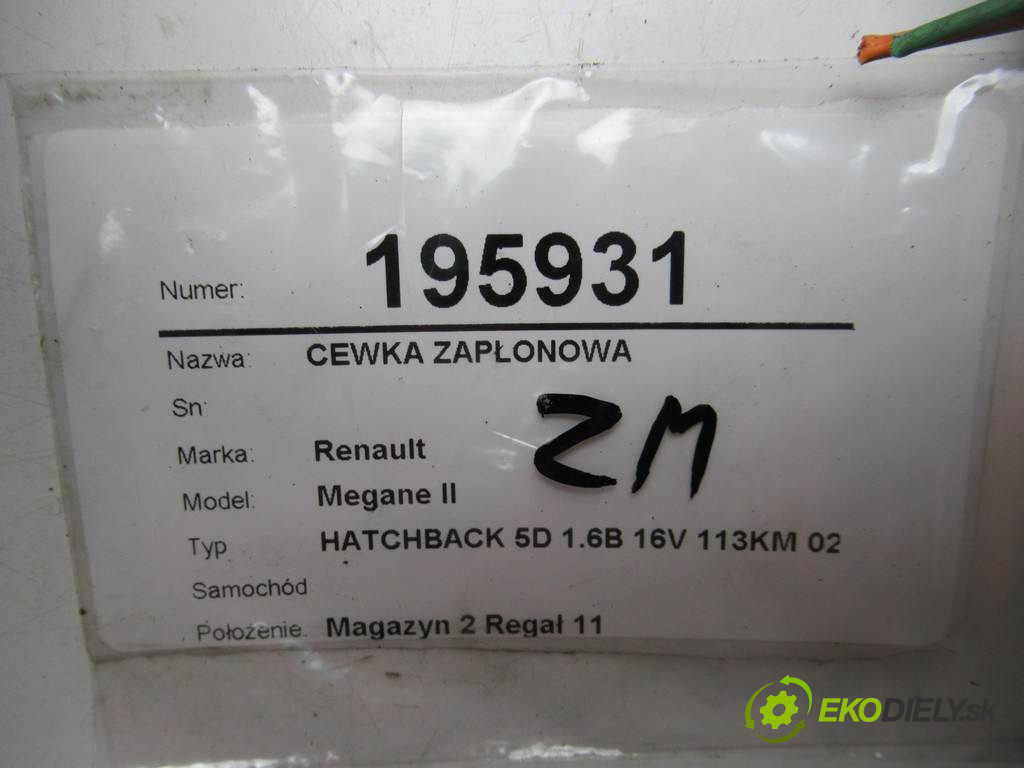 Numer: 195931
Nazwa: CEWKA ZAPŁONOWA
Sn:
ZM
Marka: Renault
Model: Megane II
Typ HATCHBACK 5D 1.6B 16V 113KM 02
Samochód
Położenie. Magazyn 2 Regał 11
EKODIELY.sk